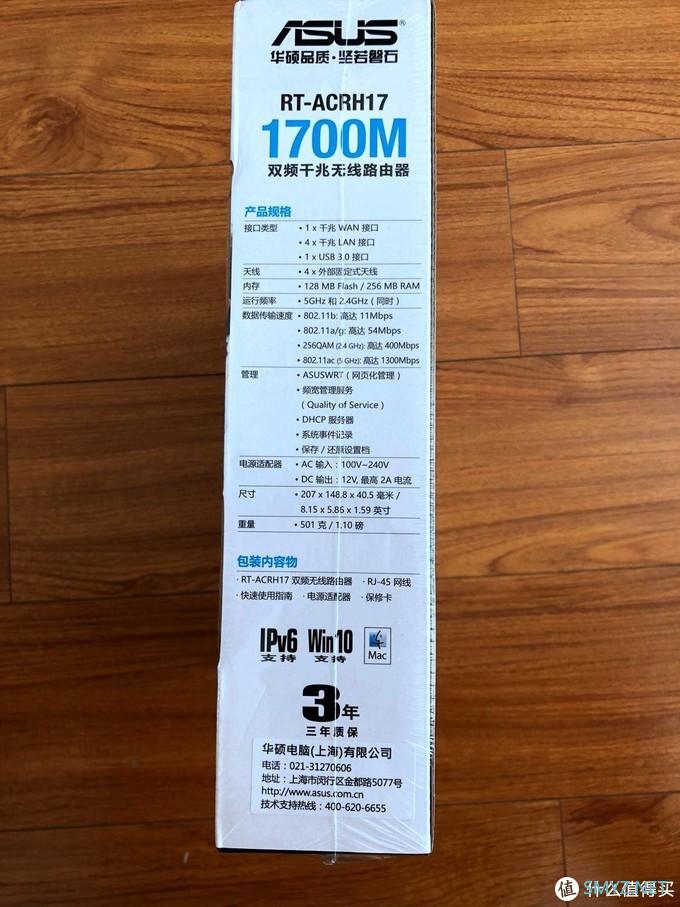 ASUS®
华硕品质·坚若磐石
RT-ACRH17
1700M
双频千兆无线路由器
产品规格
接口类型 • 1 x 千兆 WAN 接口
• 4 x 千兆 LAN 接口
• 1 x USB 3.0 接口
天线 • 4 x 外部固定式天线
内存 • 128 MB Flash / 256 MB RAM
运行频率 • 5GHz 和 2.4GHz（同时）
数据传输速度 • 802.11b: 高达 11Mbps
• 802.11a/g: 高达 54Mbps
• 256QAM (2.4 GHz): 高达 400Mbps
• 802.11ac (5 GHz): 高达 1300Mbps
管理 • ASUSWRT（网页化管理）
• 频宽管理服务
（Quality of Service）
• DHCP 服务器
• 系统事件记录
• 保存 / 还原设置档
电源适配器 • AC 输入：100V~240V
• DC 输出：12V, 最高 2A 电流
尺寸 • 207 x 148.8 x 40.5 毫米 /
8.15 x 5.86 x 1.59 英寸
重量 • 501 克 / 1.10 磅
包装内容物
· RT-ACRH17 双频无线路由器 · RJ-45 网线
· 快速使用指南 · 电源适配器 · 保修卡
IPv6 Win10
支持 支持 Mac
3年
三年质保
华硕电脑(上海)有限公司
电话：021-31270606
地址：上海市闵行区金都路5077号
http://www.asus.com.cn
技术支持热线：400-620-6655
值 什么值得买
SMYZ.NET